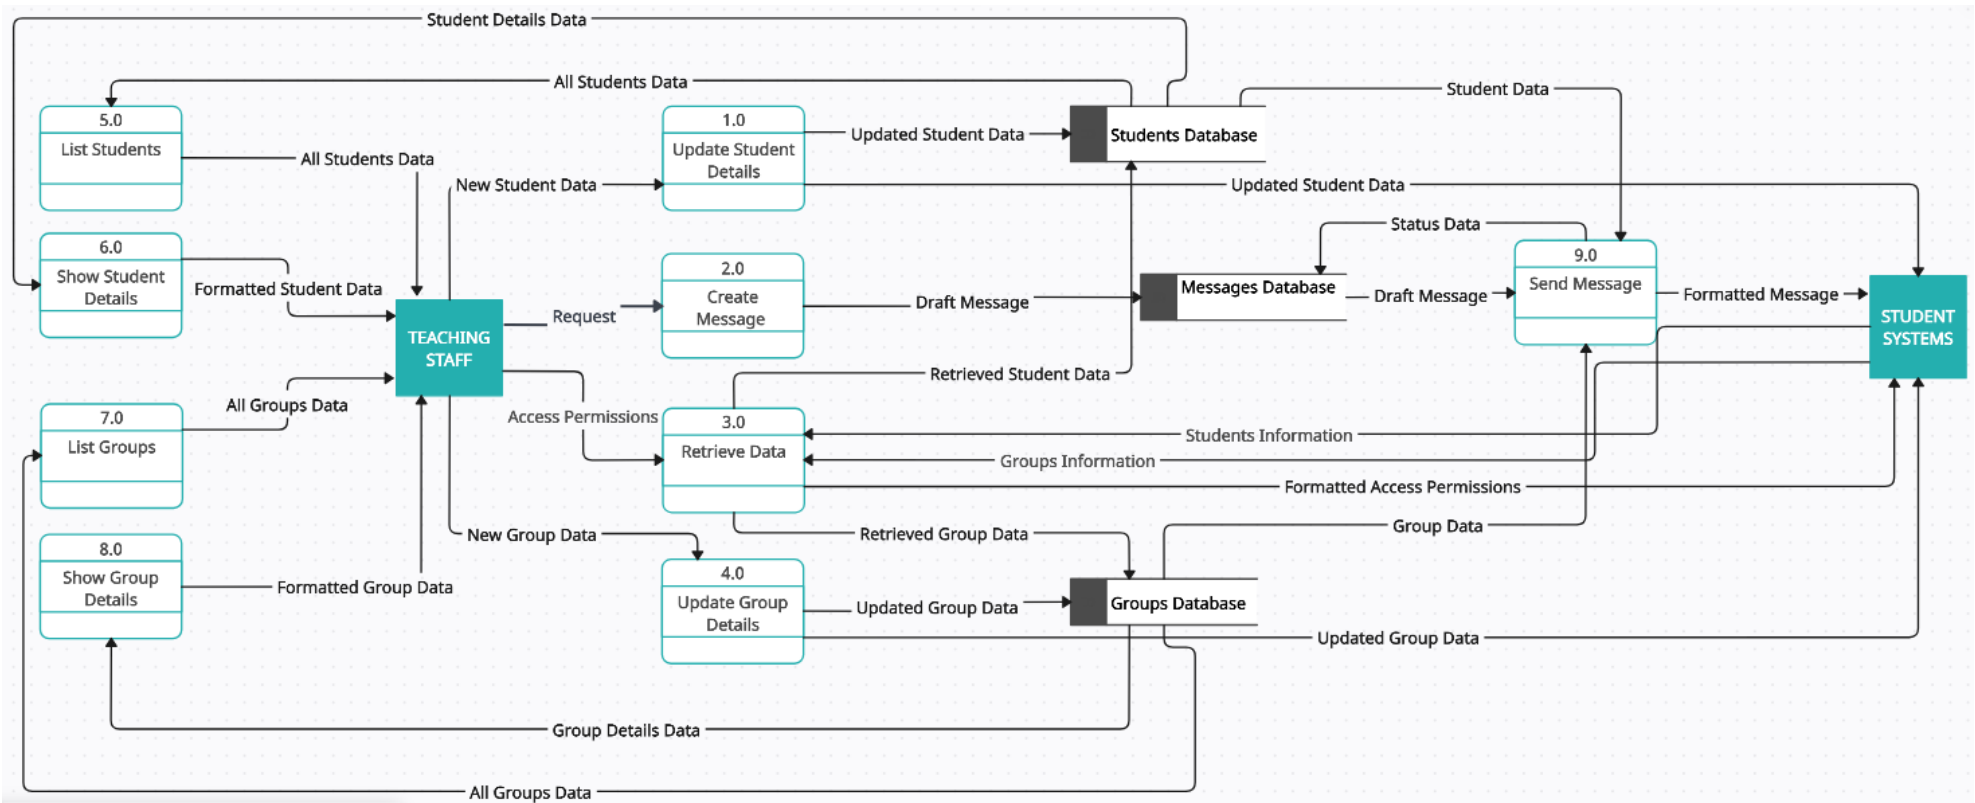 Student Details Data
All Students Data
Student Data
5.0
List Students
All Students Data
1.0
Update Student
Details
Updated Student Data
Students Database
New Student Data
Updated Student Data
6.0
Show Student
Details
Formatted Student Data
2.0
Create
Message
Request
Draft Message
Messages Database
Status Data
Draft Message
9.0
Send Message
Formatted Message
STUDENT
SYSTEMS
TEACHING
STAFF
Retrieved Student Data
All Groups Data
7.0
List Groups
Access Permissions
3.0
Retrieve Data
Students Information
Groups Information
Formatted Access Permissions
New Group Data
Retrieved Group Data
Group Data
8.0
Show Group
Details
Formatted Group Data
4.0
Update Group
Details
Updated Group Data
Groups Database
Updated Group Data
Group Details Data
All Groups Data